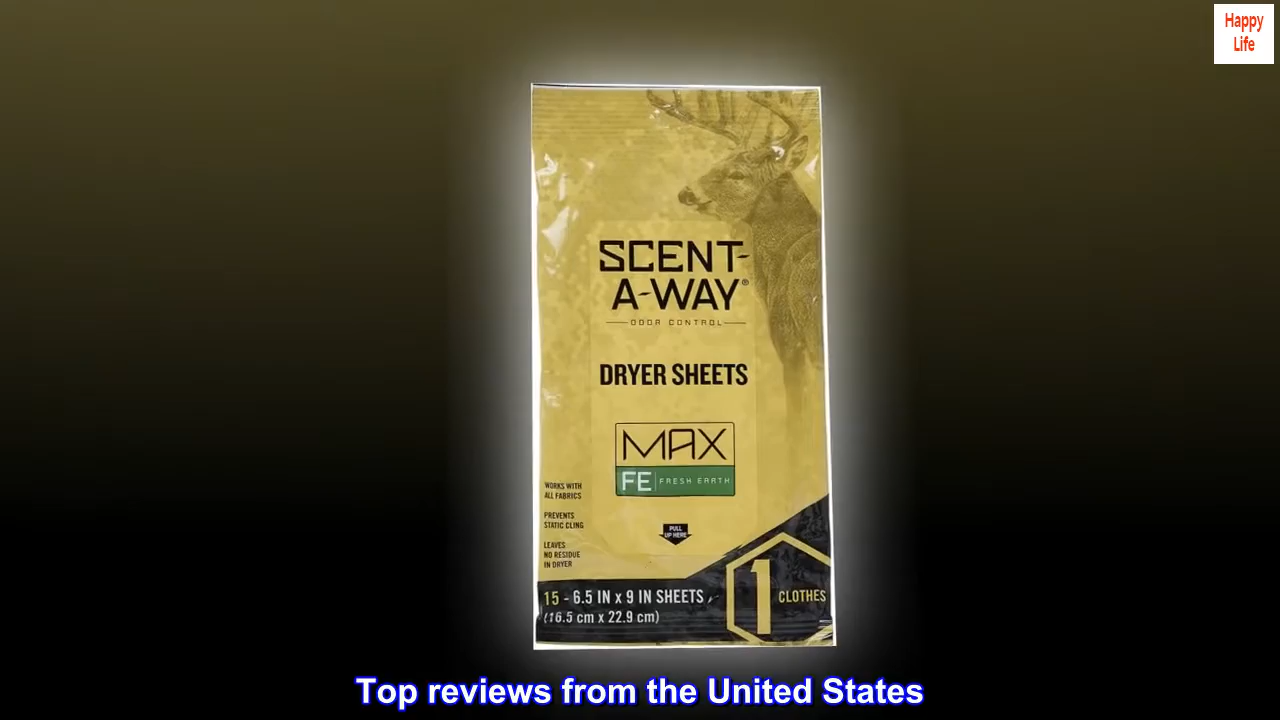 Happy
Life
SCENT-
A-WAY®
ODOR CONTROL
DRYER SHEETS
MAX
FE FRESH EARTH
WORKS WITH
ALL FABRICS
PREVENTS
STATIC CLING
LEAVES
NO RESIDUE
IN DRYER
PULL
UP HERE
15 - 6.5 IN x 9 IN SHEETS
(16.5 cm x 22.9 cm)
1
CLOTHES
Top reviews from the United States